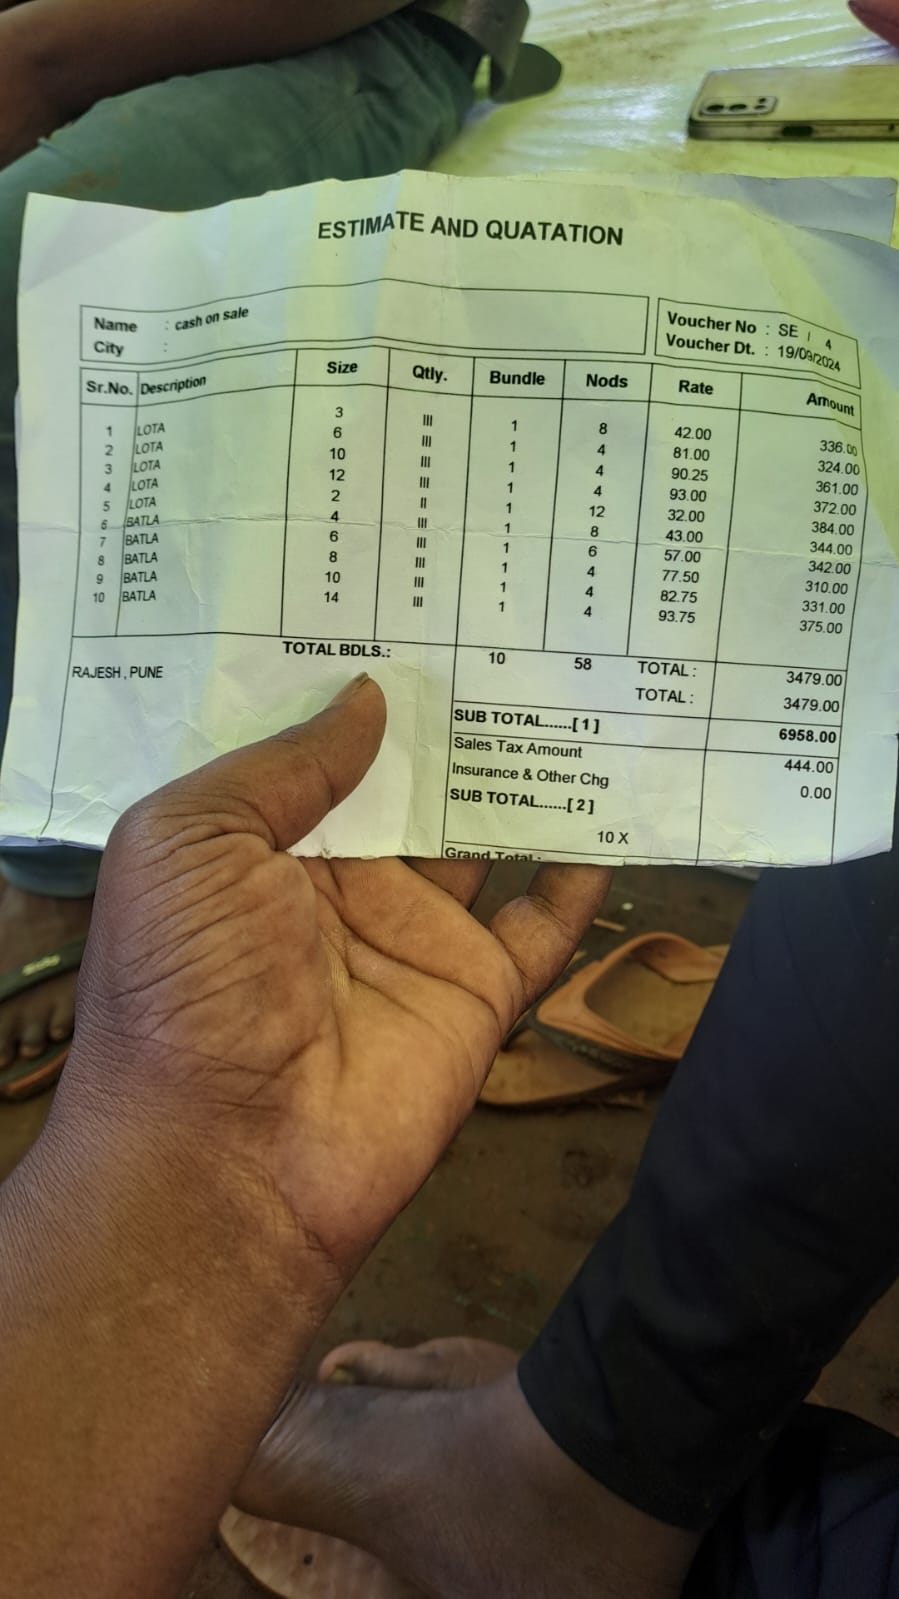 ESTIMATE AND QUATATION
Name : cash on sale
City :
Voucher No : SE / 4
Voucher Dt. : 19/09/2024
Sr.No. Description Size Qtly. Bundle Nods Rate Amount
1 LOTA 3 III 1 8 42.00 336.00
2 LOTA 6 III 1 4 81.00 324.00
3 LOTA 10 III 1 4 90.25 361.00
4 LOTA 12 III 1 4 93.00 372.00
5 LOTA 2 II 1 12 32.00 384.00
6 BATLA 4 III 1 8 43.00 344.00
7 BATLA 6 III 1 6 57.00 342.00
8 BATLA 8 III 1 4 77.50 310.00
9 BATLA 10 III 1 4 82.75 331.00
10 BATLA 14 III 1 4 93.75 375.00
TOTAL BDLS.: 10 58 TOTAL : 3479.00
RAJESH , PUNE
TOTAL : 3479.00
SUB TOTAL......[ 1 ] 6958.00
Sales Tax Amount 444.00
Insurance & Other Chg 0.00
SUB TOTAL......[ 2 ]
10 X
Grand Total :